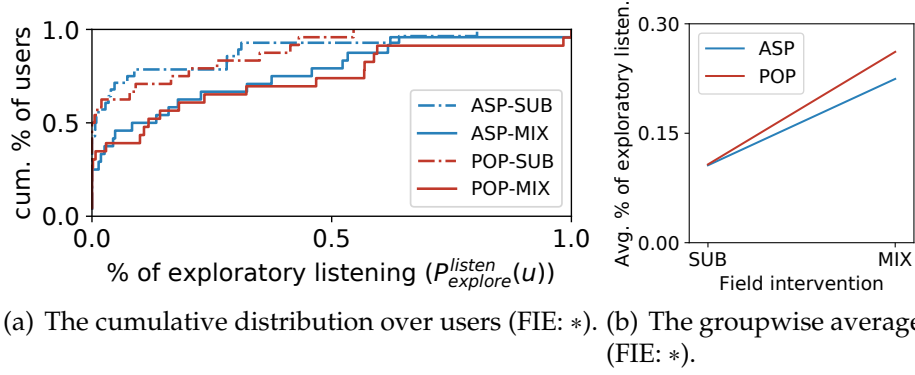 cum. % of users
1.0
0.5
0.0
0.0
0.5
1.0
ASP-SUB
ASP-MIX
POP-SUB
POP-MIX
% of exploratory listening (P_explore^listen(u))
(a) The cumulative distribution over users (FIE: *).
Avg. % of exploratory listen.
0.30
0.15
0.00
ASP
POP
SUB
MIX
Field intervention
(b) The groupwise average
(FIE: *).